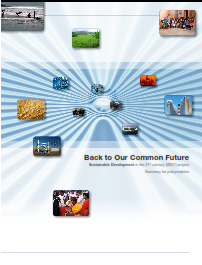 Back to Our Common Future
Sustainable Development in the 21st century (SD21) project
Summary for policymakers